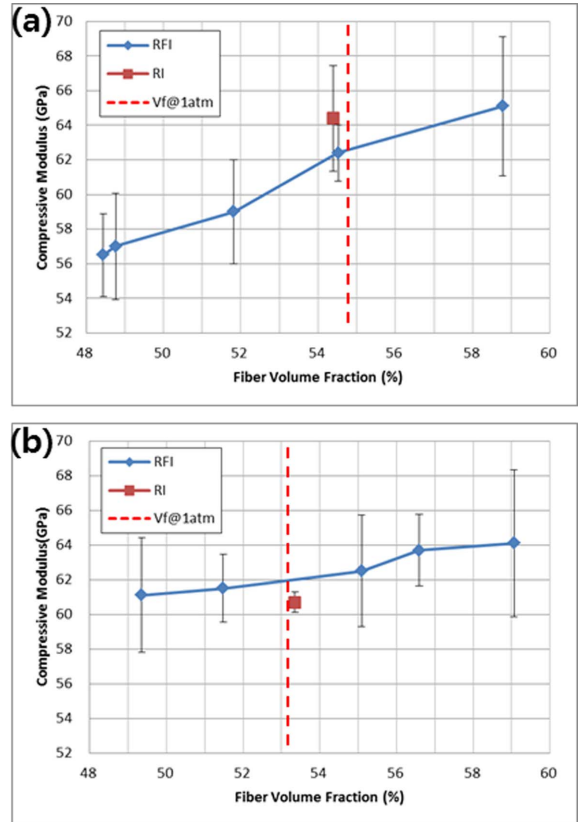 (a)
70
68
66
64
62
60
58
56
54
52
Compressive Modulus (GPa)
RFI
RI
Vf@1atm
48 50 52 54 56 58 60
Fiber Volume Fraction (%)
(b)
70
68
66
64
62
60
58
56
54
52
Compressive Modulus(GPa)
RFI
RI
Vf@1atm
48 50 52 54 56 58 60
Fiber Volume Fraction (%)